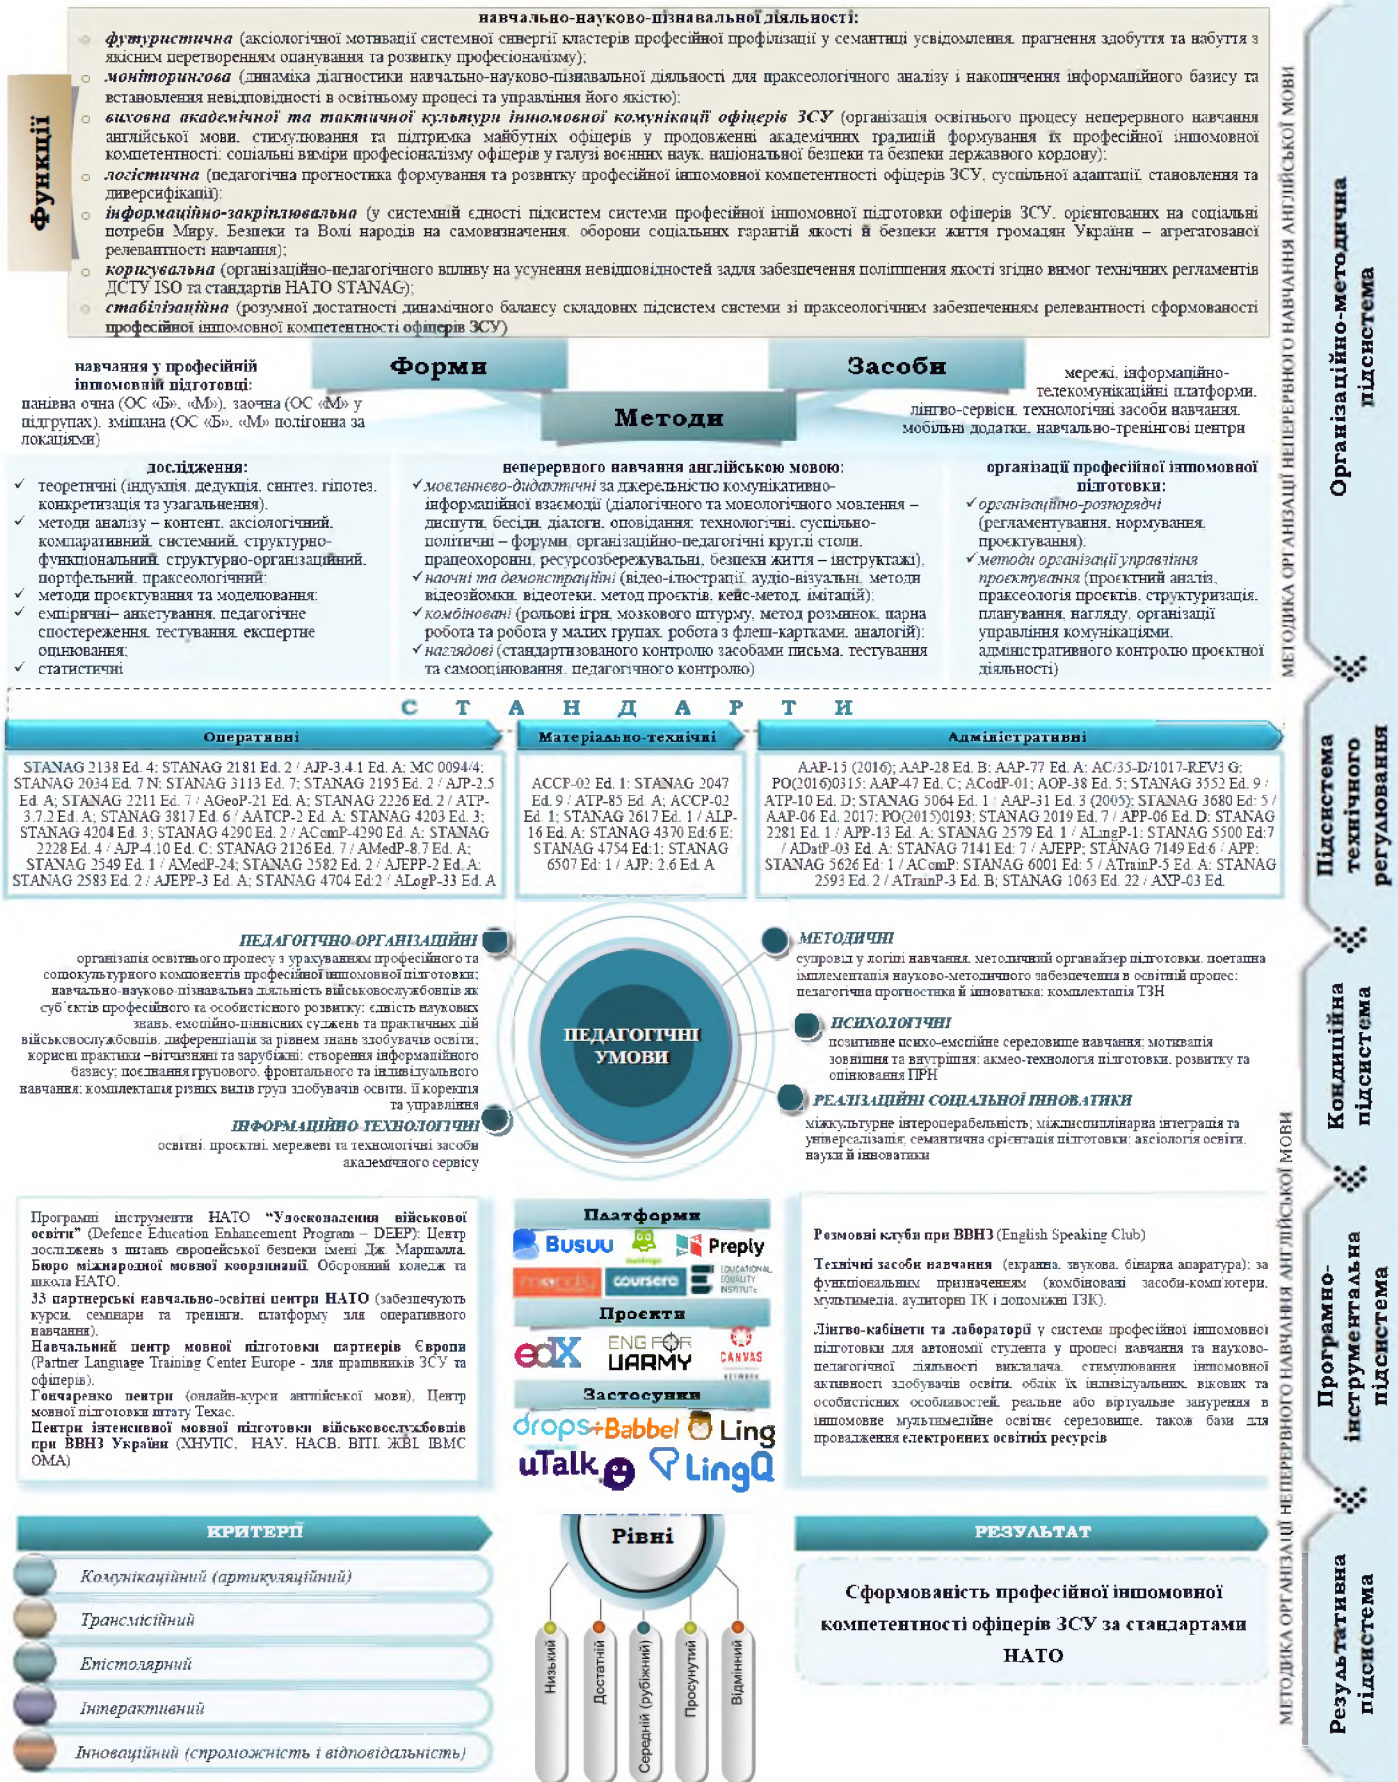 навчально-науково-пізнавальної діяльності:
Функції
○ футуристична (аксіологічної мотивації системної синергії кластерів професійної профілізації у семантиці усвідомлення, прагнення здобуття та набуття з
якісним перетворенням опанування та розвитку професіоналізму);
○ моніторингова (динаміка діагностики навчально-науково-пізнавальної діяльності для праксеологічного аналізу і накопичення інформаційного базису та
встановлення невідповідності в освітньому процесі та управління його якістю);
○ виховна академічної та тактичної культури іншомовної комунікації офіцерів ЗСУ (організація освітнього процесу неперервного навчання
англійської мови, стимулювання та підтримка майбутніх офіцерів у продовженні академічних традицій формування їх професійної іншомовної
компетентності; соціальні виміри професіоналізму офіцерів у галузі воєнних наук, національної безпеки та безпеки державного кордону);
○ логістична (педагогічна прогностика формування та розвитку професійної іншомовної компетентності офіцерів ЗСУ, суспільної адаптації, становлення та
диверсифікації);
○ інформаційно-закріплювальна (у системній єдності підсистем системи професійної іншомовної підготовки офіцерів ЗСУ, орієнтованих на соціальні
потреби Миру, Безпеки та Волі народів на самовизначення, оборони соціальних гарантій якості й безпеки життя громадян України – агрегатованої
релевантності навчання);
○ коригувальна (організаційно-педагогічного впливу на усунення невідповідностей задля забезпечення поліпшення якості згідно вимог технічних регламентів
ДСТУ ISO та стандартів НАТО STANAG);
○ стабілізаційна (розумної достатності динамічного балансу складових підсистем системи зі праксеологічним забезпеченням релевантності сформованості
професійної іншомовної компетентності офіцерів ЗСУ)
Форми
навчання у професійній
іншомовній підготовці:
панівна очна (ОС «Б», «М»), заочна (ОС «М» у
підгрупах), змішана (ОС «Б», «М» полігонна за
локаціями)
Засоби
мережі, інформаційно-
телекомунікаційні платформи,
лінгво-сервіси, технологічні засоби навчання,
мобільні додатки, навчально-тренінгові центри
Методи
дослідження:
✓ теоретичні (індукція, дедукція, синтез, гіпотез,
конкретизація та узагальнення).
✓ методи аналізу – контент, аксіологічний,
компаративний, системний, структурно-
функціональний, структурно-організаційний,
портфельний, праксеологічний;
✓ методи проєктування та моделювання;
✓ емпіричні– анкетування, педагогічне
спостереження, тестування, експертне
оцінювання;
✓ статистичні
неперервного навчання англійською мовою:
✓ мовленнєво-дидактичні за джерельністю комунікативно-
інформаційної взаємодії (діалогічного та монологічного мовлення –
диспути, бесіди, діалоги, оповідання; технологічні, суспільно-
політичні – форуми, організаційно-педагогічні круглі столи,
працеохоронні, ресурсозбережувальні, безпеки життя – інструктажі),
✓ наочні та демонстраційні (відео-ілюстрації, аудіо-візуальні, методи
відеозйомки, відеотеки, метод проєктів, кейс-метод, імітацій);
✓ комбіновані (рольові ігри, мозкового штурму, метод розминок, парна
робота та робота у малих групах, робота з флеш-картками, аналогій);
✓ наглядові (стандартизованого контролю засобами письма, тестування
та самооцінювання, педагогічного контролю)
організації професійної іншомовної
підготовки:
✓ організаційно-розпорядчі
(регламентування, нормування,
проєктування);
✓ методи організації управління
проєктування (проєктний аналіз,
праксеологія проєктів, структуризація,
планування, нагляду, організації
управління комунікаціями,
адміністративного контролю проєктної
діяльності)
МЕТОДИКА ОРГАНІЗАЦІЇ НЕПЕРЕРВНОГО НАВЧАННЯ АНГЛІЙСЬКОЇ МОВИ
Організаційно-методична
підсистема
С Т А Н Д А Р Т И
Оперативні
STANAG 2138 Ed. 4; STANAG 2181 Ed. 2 / AJP-3.4.1 Ed. A; MC 0094/4;
STANAG 2034 Ed. 7 N; STANAG 3113 Ed. 7; STANAG 2195 Ed. 2 / AJP-2.5
Ed. A; STANAG 2211 Ed. 7 / AGeoP-21 Ed. A; STANAG 2226 Ed. 2 / ATP-
3.7.2 Ed. A; STANAG 3817 Ed. 6 / AATCP-2 Ed. A; STANAG 4203 Ed. 3;
STANAG 4204 Ed. 3; STANAG 4290 Ed. 2 / AComP-4290 Ed. A; STANAG
2228 Ed. 4 / AJP-4.10 Ed. C; STANAG 2126 Ed. 7 / AMedP-8.7 Ed. A;
STANAG 2549 Ed. 1 / AMedP-24; STANAG 2582 Ed. 2 / AJEPP-2 Ed. A;
STANAG 2583 Ed. 2 / AJEPP-3 Ed. A; STANAG 4704 Ed:2 / ALogP-33 Ed. A
Матеріально-технічні
ACCP-02 Ed. 1; STANAG 2047
Ed. 9 / ATP-85 Ed. A; ACCP-02
Ed. 1; STANAG 2617 Ed. 1 / ALP-
16 Ed. A; STANAG 4370 Ed:6 E;
STANAG 4754 Ed:1; STANAG
6507 Ed: 1 / AJP: 2.6 Ed. A
Адміністративні
AAP-15 (2016); AAP-28 Ed. B; AAP-77 Ed. A; AC/35-D/1017-REV3 G;
PO(2016)0315; AAP-47 Ed. C; ACodP-01; AOP-38 Ed. 5; STANAG 3552 Ed. 9 /
ATP-10 Ed. D; STANAG 5064 Ed. 1 / AAP-31 Ed. 3 (2005); STANAG 3680 Ed: 5 /
AAP-06 Ed. 2017; PO(2015)0193; STANAG 2019 Ed. 7 / APP-06 Ed. D; STANAG
2281 Ed. 1 / APP-13 Ed. A; STANAG 2579 Ed. 1 / ALingP-1; STANAG 5500 Ed:7
/ ADatP-03 Ed. A; STANAG 7141 Ed: 7 / AJEPP; STANAG 7149 Ed:6 / APP;
STANAG 5626 Ed: 1 / AComP; STANAG 6001 Ed: 5 / ATrainP-5 Ed. A; STANAG
2593 Ed. 2 / ATrainP-3 Ed. B; STANAG 1063 Ed. 22 / AXP-03 Ed.
Підсистема
технічного
регулювання
ПЕДАГОГІЧНО-ОРГАНІЗАЦІЙНІ
організація освітнього процесу з урахуванням професійного та
соціокультурного компонентів професійної іншомовної підготовки;
навчально-науково-пізнавальна діяльність військовослужбовців як
суб᾽єктів професійного та особистісного розвитку; єдність наукових
знань, емоційно-ціннісних суджень та практичних дій
військовослужбовців, диференціація за рівнем знань здобувачів освіти;
корисні практики –вітчизняні та зарубіжні; створення інформаційного
базису; поєднання групового, фронтального та індивідуального
навчання; комплектація різних видів груп здобувачів освіти, її корекція
та управління
ІНФОРМАЦІЙНО-ТЕХНОЛОГІЧНІ
освітні, проєктні, мережеві та технологічні засоби
академічного сервісу
ПЕДАГОГІЧНІ
УМОВИ
МЕТОДИЧНІ
супровід у логіці навчання, методичний органайзер підготовки, поетапна
імплементація науково-методичного забезпечення в освітній процес;
педагогічна прогностика й інноватика; комплектація ТЗН
ПСИХОЛОГІЧНІ
позитивне психо-емоційне середовище навчання; мотивація
зовнішня та внутрішня; акмео-технологія підготовки, розвитку та
оцінювання ПРН
РЕАЛІЗАЦІЙНІ СОЦІАЛЬНОЇ ІННОВАТИКИ
міжкультурне інтероперабельність; міждисциплінарна інтеграція та
універсалізація; семантична орієнтація підготовки; аксіологія освіти,
науки й інноватики
Кондиційна
підсистема
Програмні інструменти НАТО “Удосконалення військової
освіти” (Defence Education Enhancement Program – DEEP); Центр
досліджень з питань європейської безпеки імені Дж. Маршалла,
Бюро міжнародної мовної координації, Оборонний коледж та
школа НАТО.
33 партнерські навчально-освітні центри НАТО (забезпечують
курси, семінари та тренінги, платформу для оперативного
навчання).
Навчальний центр мовної підготовки партнерів Європи
(Partner Language Training Center Europe - для працівників ЗСУ та
офіцерів).
Гончаренко центри (онлайн-курси англійської мови), Центр
мовної підготовки штату Техас.
Центри інтенсивної мовної підготовки військовослужбовців
при ВВНЗ України (ХНУПС, НАУ, НАСВ, ВІТІ, ЖВІ, ІВМС
ОМА)
Платформи
Busuu
Preply
mondly
coursera
EDUCATIONAL
EQUALITY
INSTITUTE
Проєкти
edX
ENG FOR
UARMY
CANVAS
NETWORK
Застосунки
drops
+Babbel
Ling
uTalk
LingQ
Розмовні клуби при ВВНЗ (English Speaking Club)
Технічні засоби навчання (екранна, звукова, бінарна апаратура); за
функціональним призначенням (комбіновані засоби-комп'ютери,
мультимедіа, аудиторні ТК і допоміжні ТЗК).
Лінгво-кабінети та лабораторії у системи професійної іншомовної
підготовки для автономії студента у процесі навчання та науково-
педагогічної діяльності викладача, стимулювання іншомовної
активності здобувачів освіти, облік їх індивідуальних, вікових та
особистісних особливостей, реальне або віртуальне занурення в
іншомовне мультимедійне освітнє середовище, також бази для
провадження електронних освітніх ресурсів
Програмно-
інструментальна
підсистема
МЕТОДИКА ОРГАНІЗАЦІЇ НЕПЕРЕРВНОГО НАВЧАННЯ АНГЛІЙСЬКОЇ МОВИ
КРИТЕРІЇ
Комунікаційний (артикуляційний)
Трансмісійний
Епістолярний
Інтерактивний
Інноваційний (спроможність і відповідальність)
Рівні
Низький
Достатній
Середній (рубіжний)
Просунутий
Відмінний
РЕЗУЛЬТАТ
Сформованість професійної іншомовної
компетентності офіцерів ЗСУ за стандартами
НАТО
Результативна
підсистема